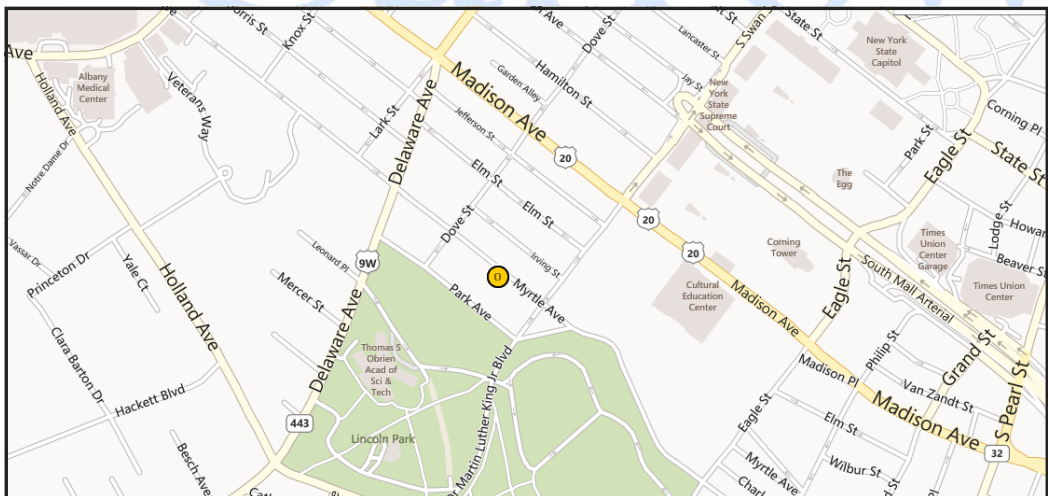 Ave
Norris St
Knox St
Dove St
Lancaster St
S Swan St
State St
New York
State
Capitol
Albany
Medical
Center
Holland Ave
Veterans Way
Notre Dame Dr
Lark St
Delaware Ave
Madison Ave
Garden Alley
Hamilton St
Jefferson St
Jay St
New
York
State
Supreme
Court
Corning Pl
Park St
Eagle St
State St
20
Elm St
Elm St
The
Egg
Dove St
20
Lodge St
Howar
Vassar Dr
Princeton Dr
Yale Ct
Leonard Pl
9W
Irving St
20
Corning
Tower
Times
Union
Center
Garage
Beaver St
Holland Ave
Mercer St
O
Myrtle Ave
Park Ave
Cultural
Education
Center
Madison Ave
Eagle St
South Mall Arterial
Times Union
Center
Clara Barton Dr
Delaware Ave
Thomas S
Obrien
Acad of
Sci &
Tech
Dr Martin Luther King Jr Blvd
Philip St
Grand St
Madison Pl
Van Zandt St
Hackett Blvd
443
Lincoln Park
Eagle St
Elm St
Madison Ave
S Pearl St
32
Besch Ave
Myrtle Ave
Wilbur St